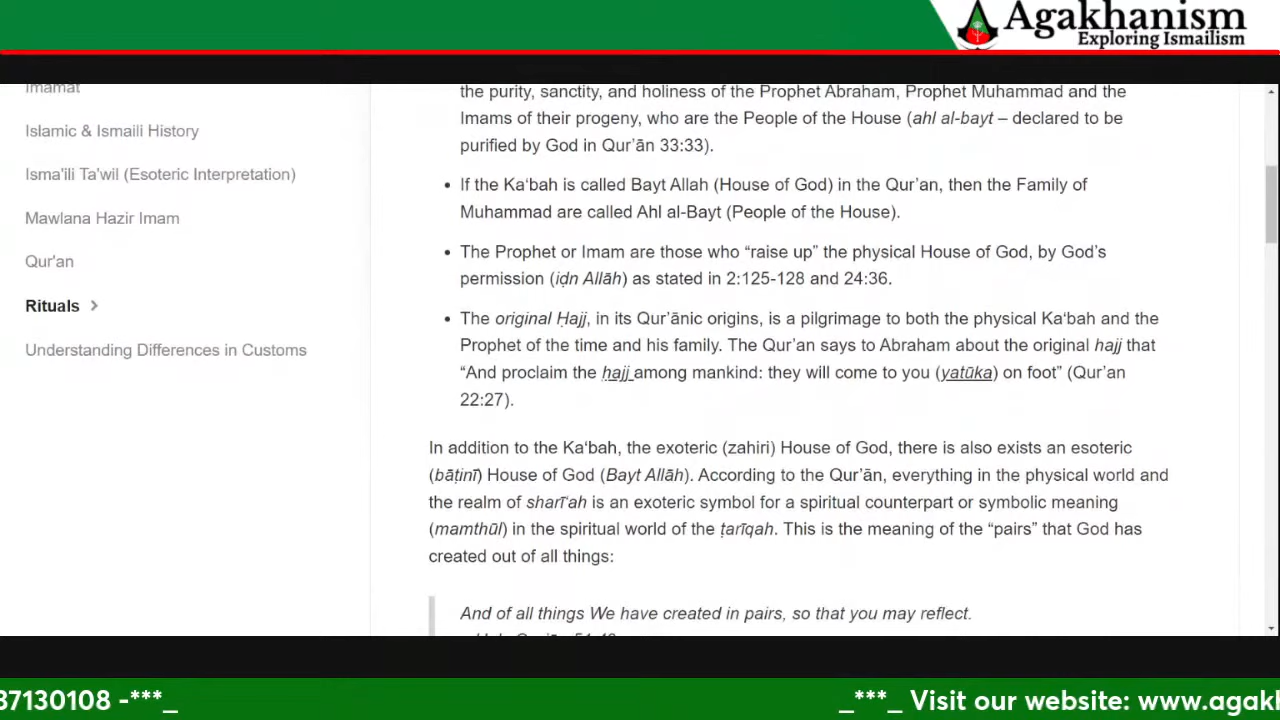 Agakhanism
Exploring Ismailism
Imamat
Islamic & Ismaili History
Isma'ili Ta'wil (Esoteric Interpretation)
Mawlana Hazir Imam
Qur'an
Rituals
Understanding Differences in Customs
the purity, sanctity, and holiness of the Prophet Abraham, Prophet Muhammad and the
Imams of their progeny, who are the People of the House (ahl al-bayt – declared to be
purified by God in Qur’ān 33:33).
• If the Ka‘bah is called Bayt Allah (House of God) in the Qur’an, then the Family of
Muhammad are called Ahl al-Bayt (People of the House).
• The Prophet or Imam are those who “raise up” the physical House of God, by God’s
permission (iḍn Allāh) as stated in 2:125-128 and 24:36.
• The original Ḥajj, in its Qur’ānic origins, is a pilgrimage to both the physical Ka‘bah and the
Prophet of the time and his family. The Qur’an says to Abraham about the original hajj that
“And proclaim the ḥajj among mankind: they will come to you (yatūka) on foot” (Qur’an
22:27).
In addition to the Ka‘bah, the exoteric (zahiri) House of God, there is also exists an esoteric
(bāṭinī) House of God (Bayt Allāh). According to the Qur’ān, everything in the physical world and
the realm of sharī‘ah is an exoteric symbol for a spiritual counterpart or symbolic meaning
(mamthūl) in the spiritual world of the ṭarīqah. This is the meaning of the “pairs” that God has
created out of all things:
And of all things We have created in pairs, so that you may reflect.
37130108 -***_
_***_ Visit our website: www.agakh